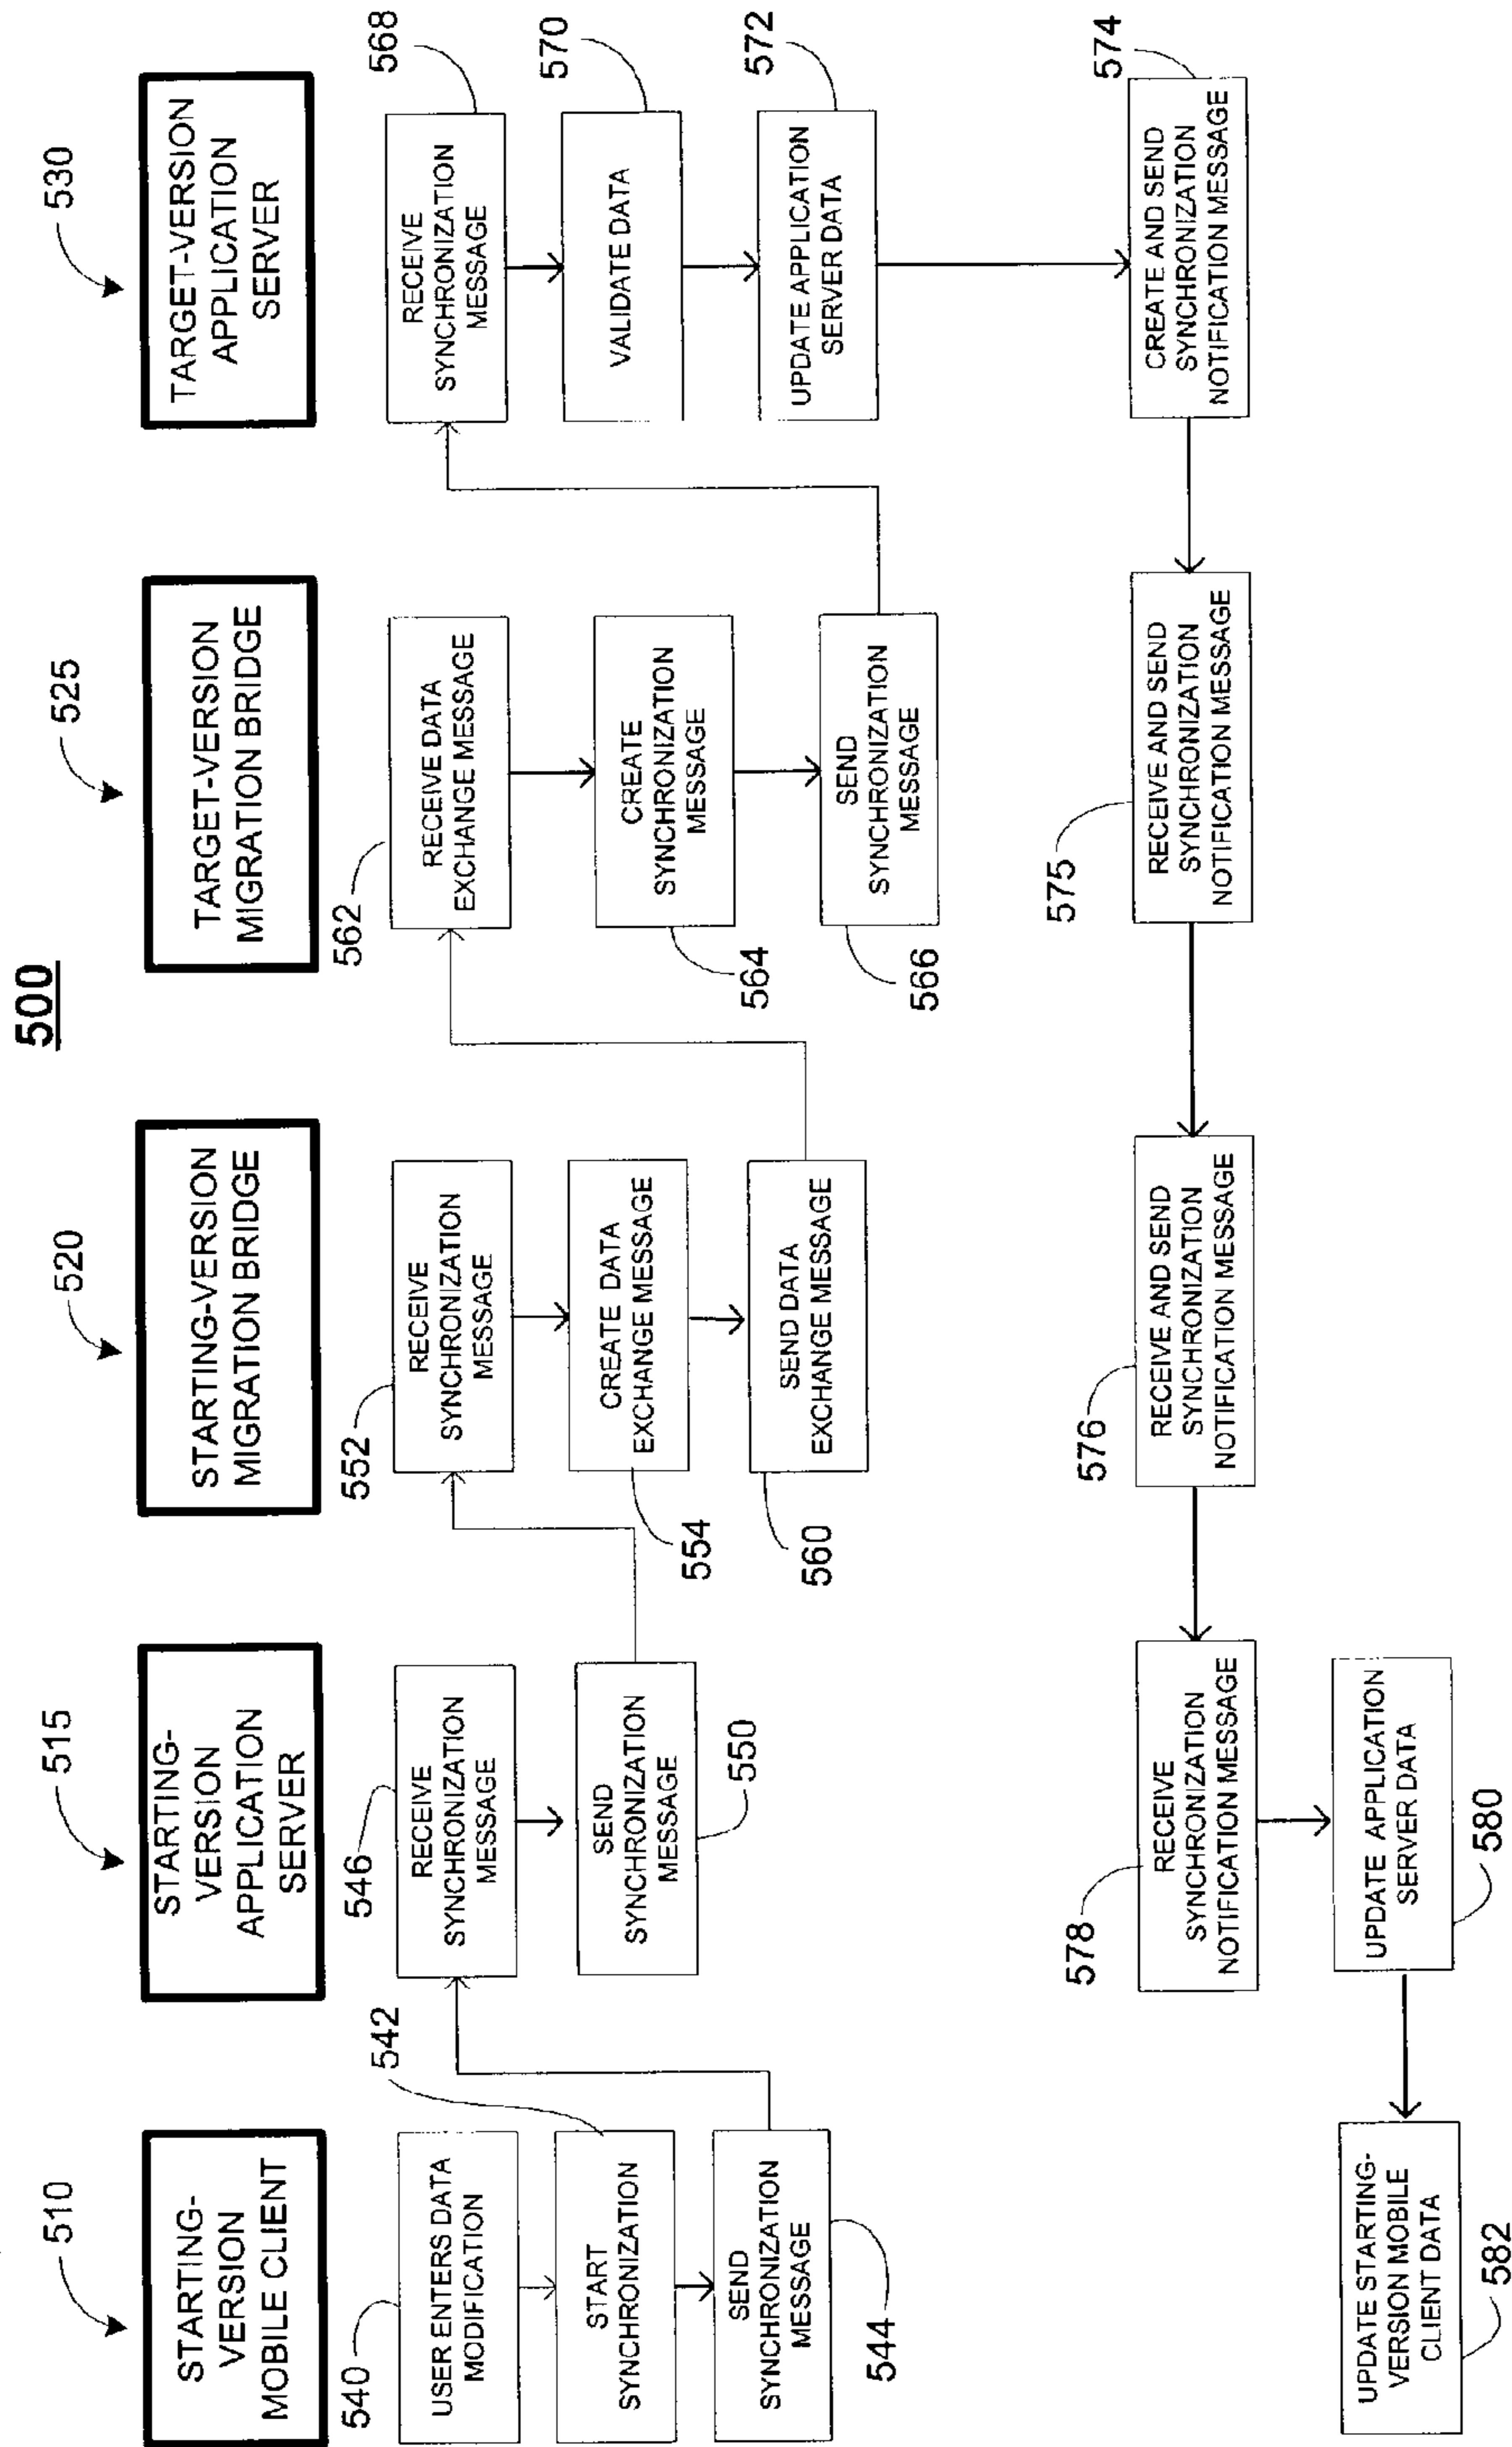 500
510
STARTING-
VERSION
MOBILE CLIENT
515
STARTING-
VERSION
APPLICATION
SERVER
520
STARTING-VERSION
MIGRATION BRIDGE
525
TARGET-VERSION
MIGRATION BRIDGE
530
TARGET-VERSION
APPLICATION
SERVER
540
USER ENTERS DATA
MODIFICATION
542
START
SYNCHRONIZATION
SEND
SYNCHRONIZATION
MESSAGE
544
546
RECEIVE
SYNCHRONIZATION
MESSAGE
SEND
SYNCHRONIZATION
MESSAGE
550
552
RECEIVE
SYNCHRONIZATION
MESSAGE
CREATE DATA
EXCHANGE MESSAGE
554
SEND DATA
EXCHANGE MESSAGE
560
562
RECEIVE DATA
EXCHANGE MESSAGE
CREATE
SYNCHRONIZATION
MESSAGE
564
SEND
SYNCHRONIZATION
MESSAGE
566
568
RECEIVE
SYNCHRONIZATION
MESSAGE
570
VALIDATE DATA
572
UPDATE APPLICATION
SERVER DATA
574
CREATE AND SEND
SYNCHRONIZATION
NOTIFICATION MESSAGE
575
RECEIVE AND SEND
SYNCHRONIZATION
NOTIFICATION MESSAGE
576
RECEIVE AND SEND
SYNCHRONIZATION
NOTIFICATION MESSAGE
578
RECEIVE
SYNCHRONIZATION
NOTIFICATION MESSAGE
UPDATE APPLICATION
SERVER DATA
580
UPDATE STARTING-
VERSION MOBILE
CLIENT DATA
582